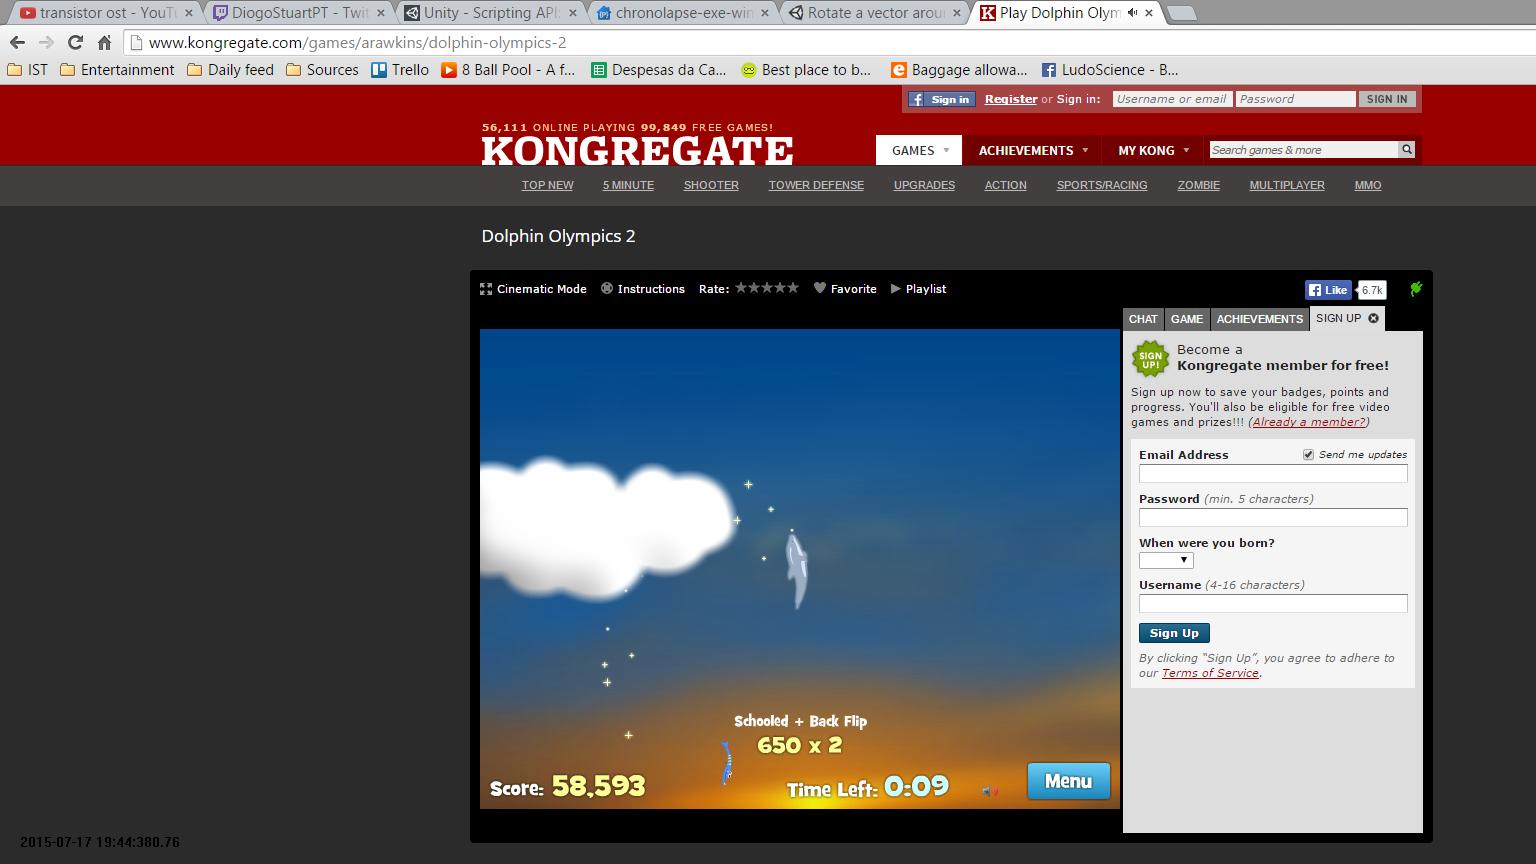 transistor ost - YouTu
DiogoStuartPT - Twit
Unity - Scripting API:
chronolapse-exe-win
Rotate a vector arou
Play Dolphin Olym
www.kongregate.com/games/arawkins/dolphin-olympics-2
IST Entertainment Daily feed Sources Trello 8 Ball Pool - A f... Despesas da Ca... Best place to b... Baggage allowa... LudoScience - B...
f Sign in Register or Sign in: Username or email Password SIGN IN
56,111 ONLINE PLAYING 99,849 FREE GAMES!
KONGREGATE
GAMES ACHIEVEMENTS MY KONG Search games & more
TOP NEW 5 MINUTE SHOOTER TOWER DEFENSE UPGRADES ACTION SPORTS/RACING ZOMBIE MULTIPLAYER MMO
Dolphin Olympics 2
Cinematic Mode Instructions Rate: Favorite Playlist
f Like 6.7k
CHAT GAME ACHIEVEMENTS SIGN UP
SIGN UP!
Become a
Kongregate member for free!
Sign up now to save your badges, points and
progress. You'll also be eligible for free video
games and prizes!!! (Already a member?)
Email Address Send me updates
Password (min. 5 characters)
When were you born?
Username (4-16 characters)
Sign Up
By clicking "Sign Up", you agree to adhere to
our Terms of Service.
Schooled + Back Flip
650 x 2
Score: 58,593
Time Left: 0:09
Menu
2015-07-17 19:44:380.76